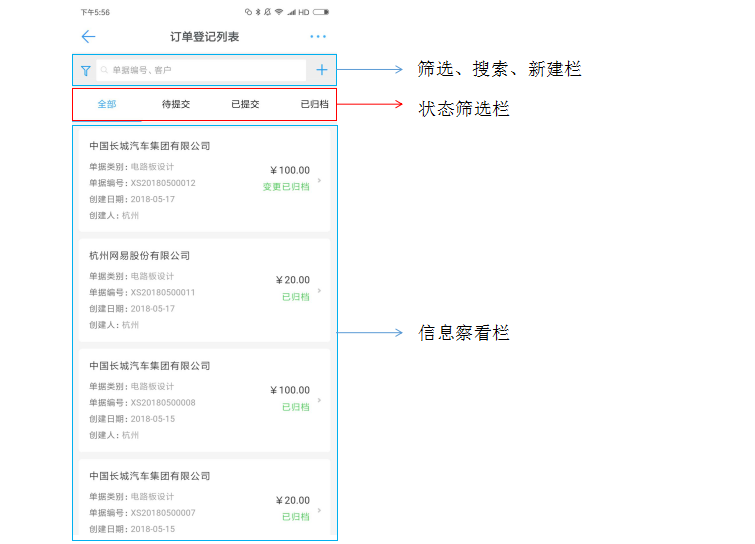 下午5:56
HD
订单登记列表
单据编号、客户
筛选、搜索、新建栏
全部 待提交 已提交 已归档
状态筛选栏
中国长城汽车集团有限公司
单据类别：电路板设计
￥100.00
单据编号：XS20180500012
变更已归档
创建日期：2018-05-17
创建人：杭州
杭州网易股份有限公司
单据类别：电路板设计
￥20.00
单据编号：XS20180500011
已归档
创建日期：2018-05-17
创建人：杭州
信息察看栏
中国长城汽车集团有限公司
单据类别：电路板设计
￥100.00
单据编号：XS20180500008
已归档
创建日期：2018-05-15
创建人：杭州
中国长城汽车集团有限公司
单据类别：电路板设计
￥20.00
单据编号：XS20180500007
已归档
创建日期：2018-05-15